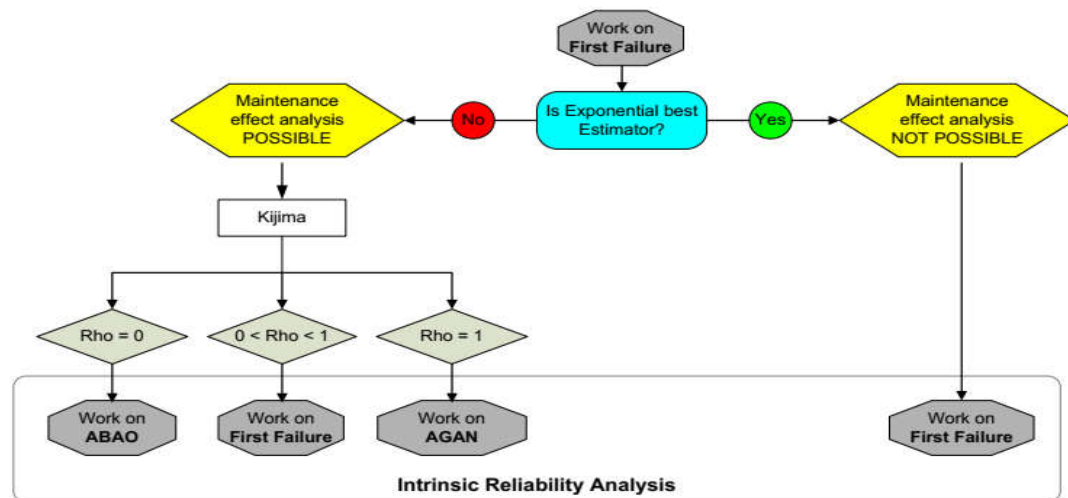 Work on
First Failure
Maintenance
effect analysis
POSSIBLE
No
Is Exponential best
Estimator?
Yes
Maintenance
effect analysis
NOT POSSIBLE
Kijima
Rho = 0
0 < Rho < 1
Rho = 1
Work on
ABAO
Work on
First Failure
Work on
AGAN
Work on
First Failure
Intrinsic Reliability Analysis